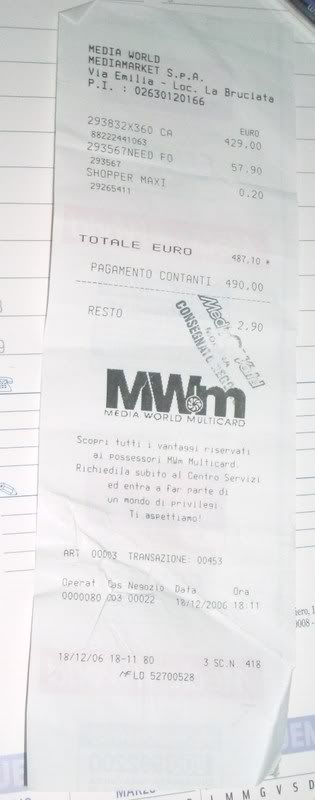 MEDIA WORLD
MEDIAMARKET S.p.A.
Via Emilia - Loc. La Bruciata
P.I. : 02630120166
EURO
293832X360 CA 429.00
88222441063
293567NEED FO 57.90
293567
SHOPPER MAXI 0.20
29265411
TOTALE EURO 487.10 *
PAGAMENTO CONTANTI 490.00
RESTO 2.90
CONSEGNATO
MWm
MEDIA WORLD MULTICARD
Scopri tutti i vantaggi riservati
ai possessori MWm Multicard.
Richiedila subito al Centro Servizi
ed entra a far parte di
un mondo di privilegi.
Ti aspettiamo!
ART 00003 TRANSAZIONE: 00453
Operat Cas Negozio Data Ora
0000080 003 00022 18/12/2006 18:11
18/12/06 18-11 80 3 SC.N. 418
MF LD 52700528
MARZO
M M G V S D